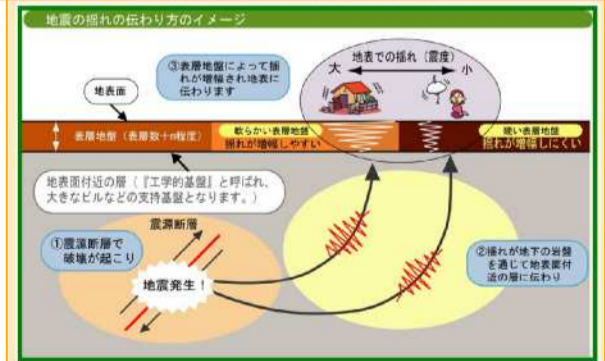 地震の揺れの伝わり方のイメージ
③表層地盤によって揺
れが増幅され地表に
伝わります
地表での揺れ（震度）
大
小
地表面
表層地盤（表層数十m程度）
軟らかい表層地盤
揺れが増幅しやすい
硬い表層地盤
揺れが増幅しにくい
地表面付近の層（『工学的基盤』と呼ばれ、
大きなビルなどの支持基盤となります。）
震源断層
①震源断層で
破壊が起こり
地震発生！
②揺れが地下の岩盤
を通じて地表面付
近の層に伝わり